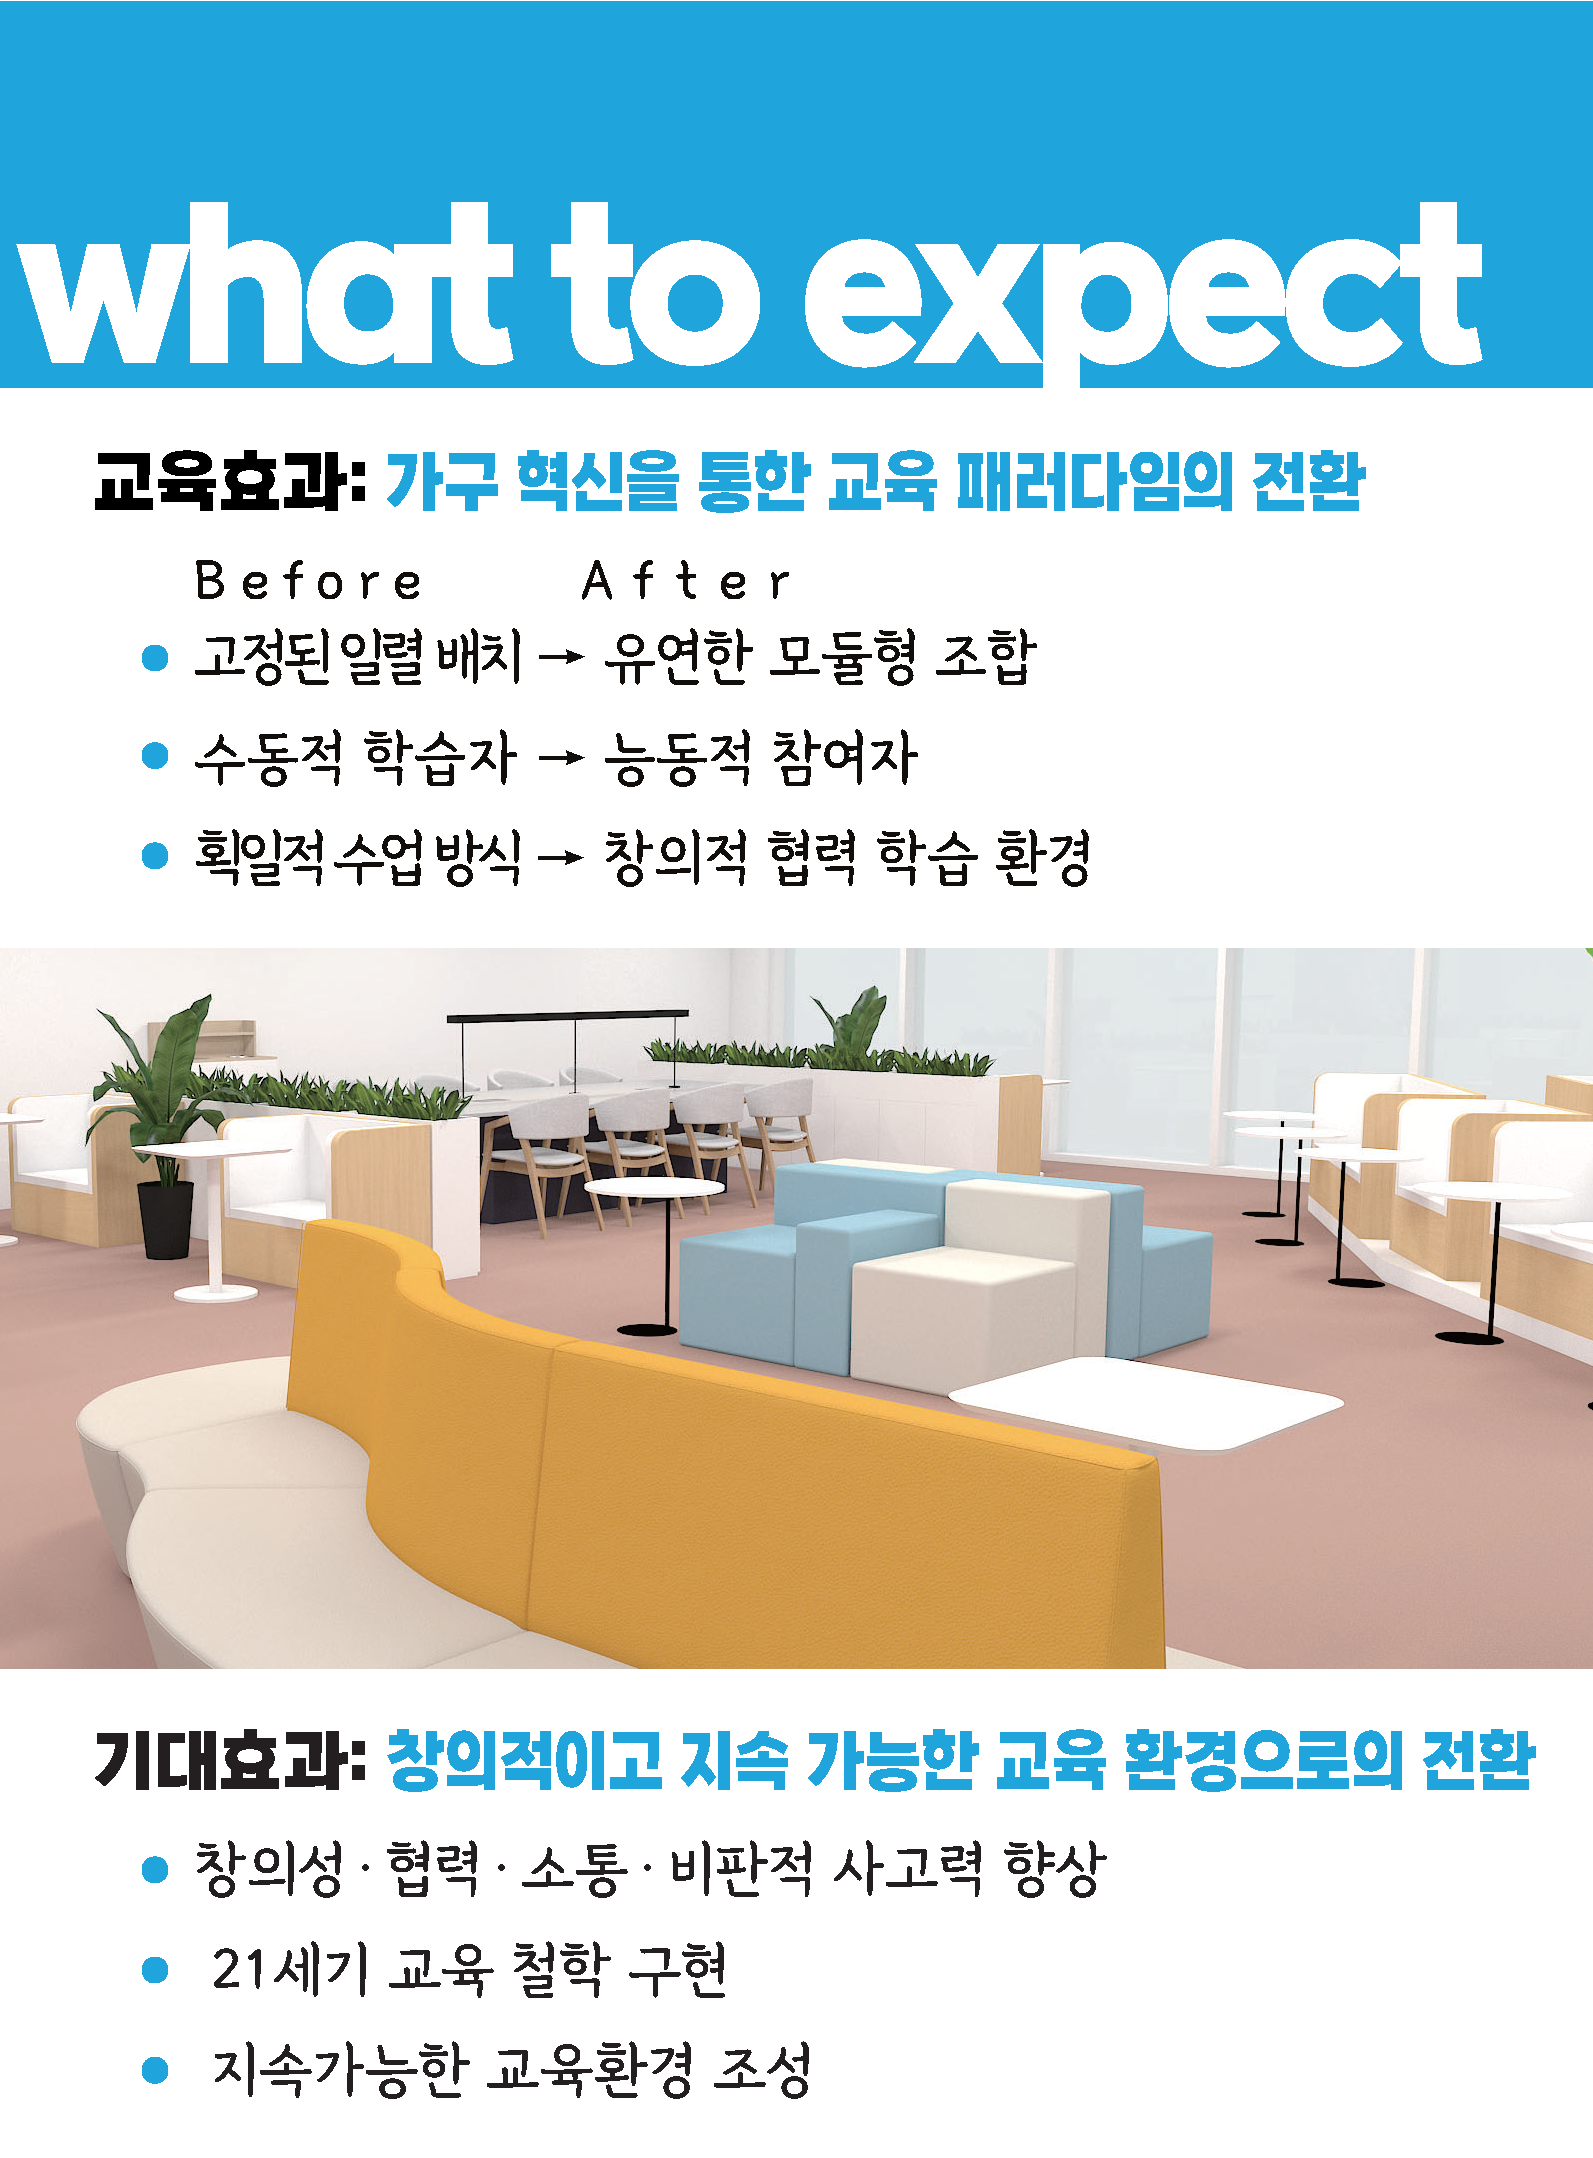 what to expect
교육효과: 가구 혁신을 통한 교육 패러다임의 전환
Before After
● 고정된 일렬 배치 → 유연한 모듈형 조합
● 수동적 학습자 → 능동적 참여자
● 획일적 수업 방식 → 창의적 협력 학습 환경
기대효과: 창의적이고 지속 가능한 교육 환경으로의 전환
● 창의성 · 협력 · 소통 · 비판적 사고력 향상
● 21세기 교육 철학 구현
● 지속가능한 교육환경 조성